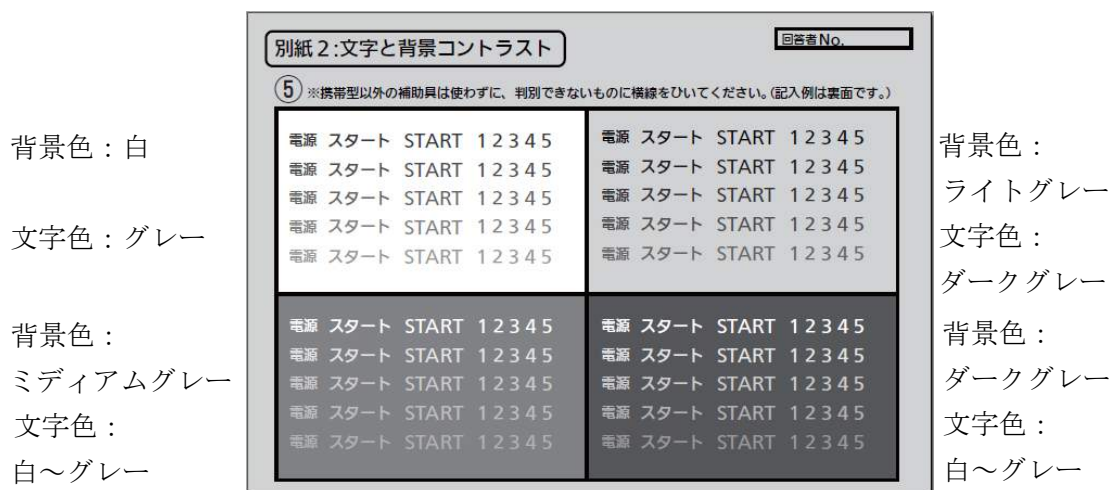 別紙2:文字と背景コントラスト
回答者No.
⑤ ※携帯型以外の補助具は使わずに、判別できないものに横線をひいてください。(記入例は裏面です。)
背景色：白
文字色：グレー
電源 スタート START 12345
電源 スタート START 12345
電源 スタート START 12345
電源 スタート START 12345
電源 スタート START 12345
電源 スタート START 12345
電源 スタート START 12345
電源 スタート START 12345
電源 スタート START 12345
電源 スタート START 12345
背景色：
ライトグレー
文字色：
ダークグレー
背景色：
ミディアムグレー
文字色：
白～グレー
電源 スタート START 12345
電源 スタート START 12345
電源 スタート START 12345
電源 スタート START 12345
電源 スタート START 12345
電源 スタート START 12345
電源 スタート START 12345
電源 スタート START 12345
電源 スタート START 12345
電源 スタート START 12345
背景色：
ダークグレー
文字色：
白～グレー